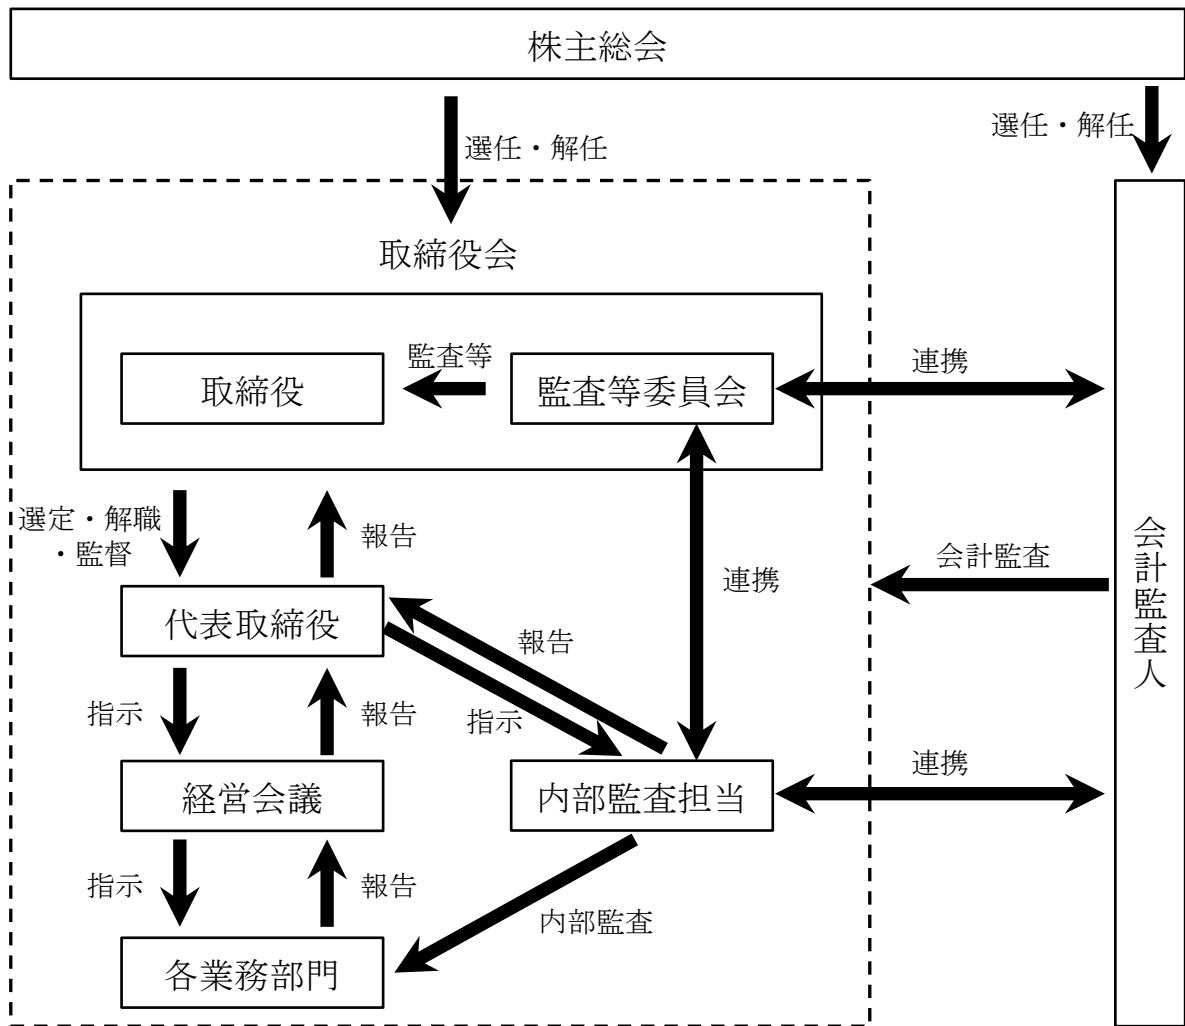 株主総会
選任・解任
選任・解任
取締役会
取締役
監査等
監査等委員会
連携
選定・解職
・監督
報告
連携
会計監査
会計監査人
代表取締役
報告
指示
指示
報告
経営会議
内部監査担当
連携
指示
報告
内部監査
各業務部門